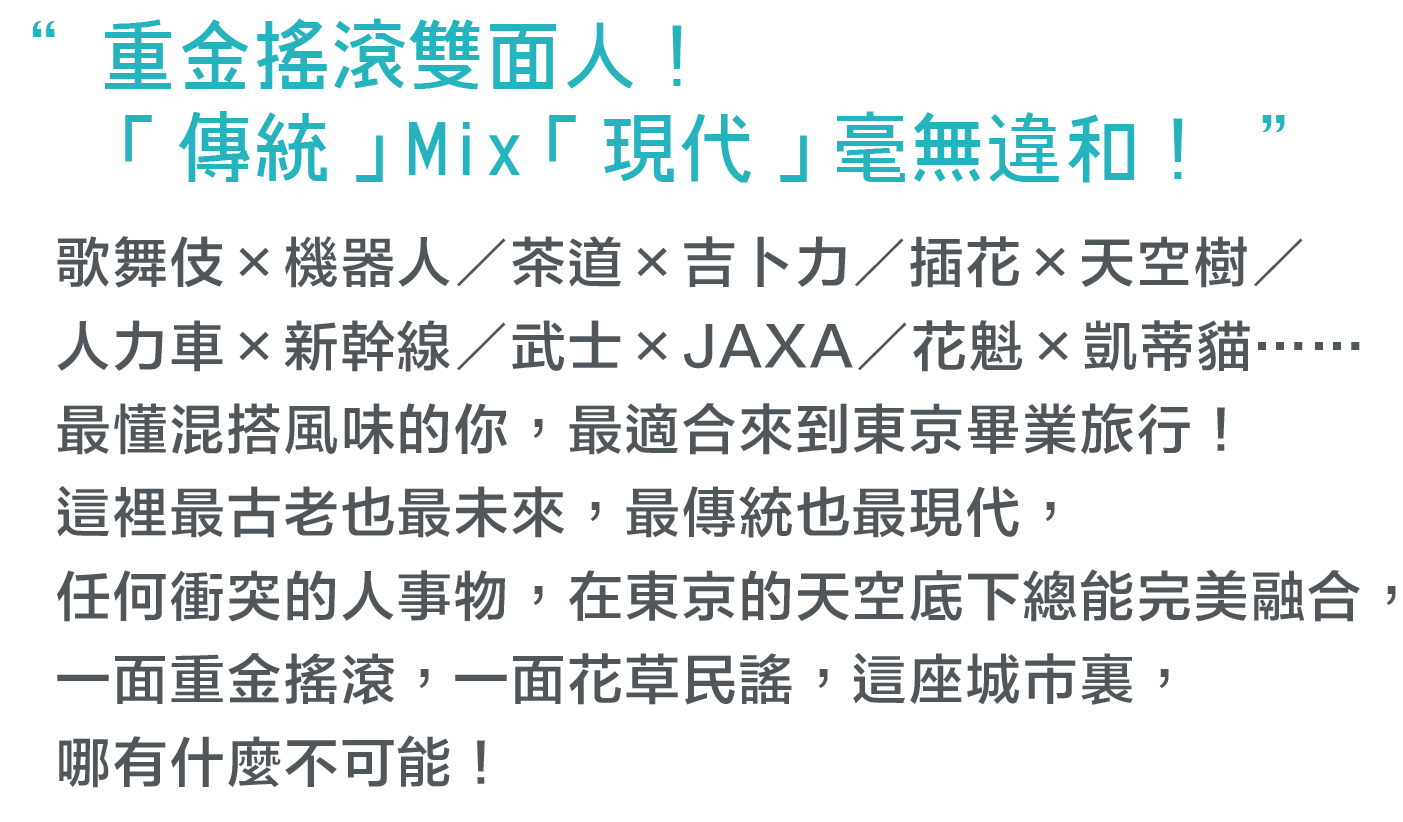 “ 重金搖滾雙面人！
「傳統」Mix「現代」毫無違和！ ”
歌舞伎×機器人／茶道×吉卜力／插花×天空樹／
人力車×新幹線／武士×JAXA／花魁×凱蒂貓……
最懂混搭風味的你，最適合來到東京畢業旅行！
這裡最古老也最未來，最傳統也最現代，
任何衝突的人事物，在東京的天空底下總能完美融合，
一面重金搖滾，一面花草民謠，這座城市裏，
哪有什麼不可能！